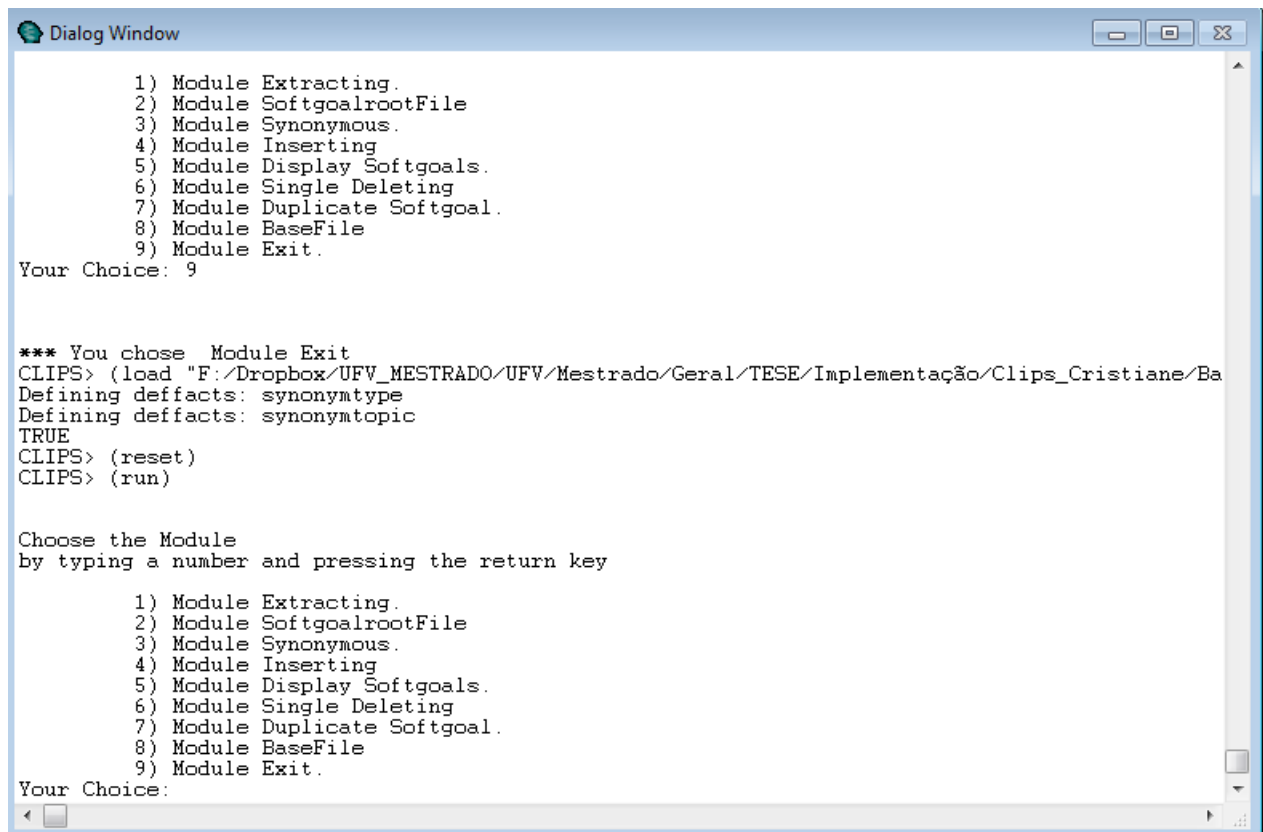 Dialog Window
1) Module Extracting.
2) Module SoftgoalrootFile
3) Module Synonymous.
4) Module Inserting
5) Module Display Softgoals.
6) Module Single Deleting
7) Module Duplicate Softgoal.
8) Module BaseFile
9) Module Exit.
Your Choice: 9
*** You chose  Module Exit
CLIPS> (load "F:/Dropbox/UFV_MESTRADO/UFV/Mestrado/Geral/TESE/Implementação/Clips_Cristiane/Ba
Defining deffacts: synonymtype
Defining deffacts: synonymtopic
TRUE
CLIPS> (reset)
CLIPS> (run)
Choose the Module
by typing a number and pressing the return key
1) Module Extracting.
2) Module SoftgoalrootFile
3) Module Synonymous.
4) Module Inserting
5) Module Display Softgoals.
6) Module Single Deleting
7) Module Duplicate Softgoal.
8) Module BaseFile
9) Module Exit.
Your Choice: